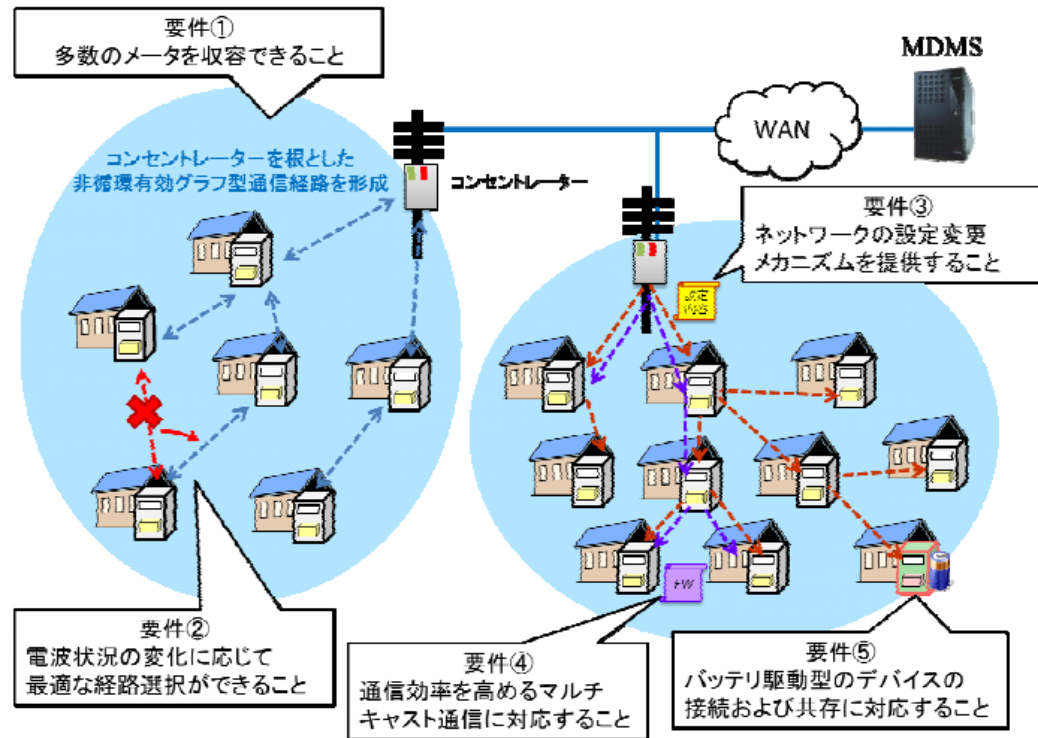 要件①
多数のメータを収容できること
MDMS
WAN
コンセントレーターを根とした
非循環有効グラフ型通信経路を形成
コンセントレーター
要件③
ネットワークの設定変更
メカニズムを提供すること
設定
内容
FW
要件②
電波状況の変化に応じて
最適な経路選択ができること
要件④
通信効率を高めるマルチ
キャスト通信に対応すること
要件⑤
バッテリ駆動型のデバイスの
接続および共存に対応すること